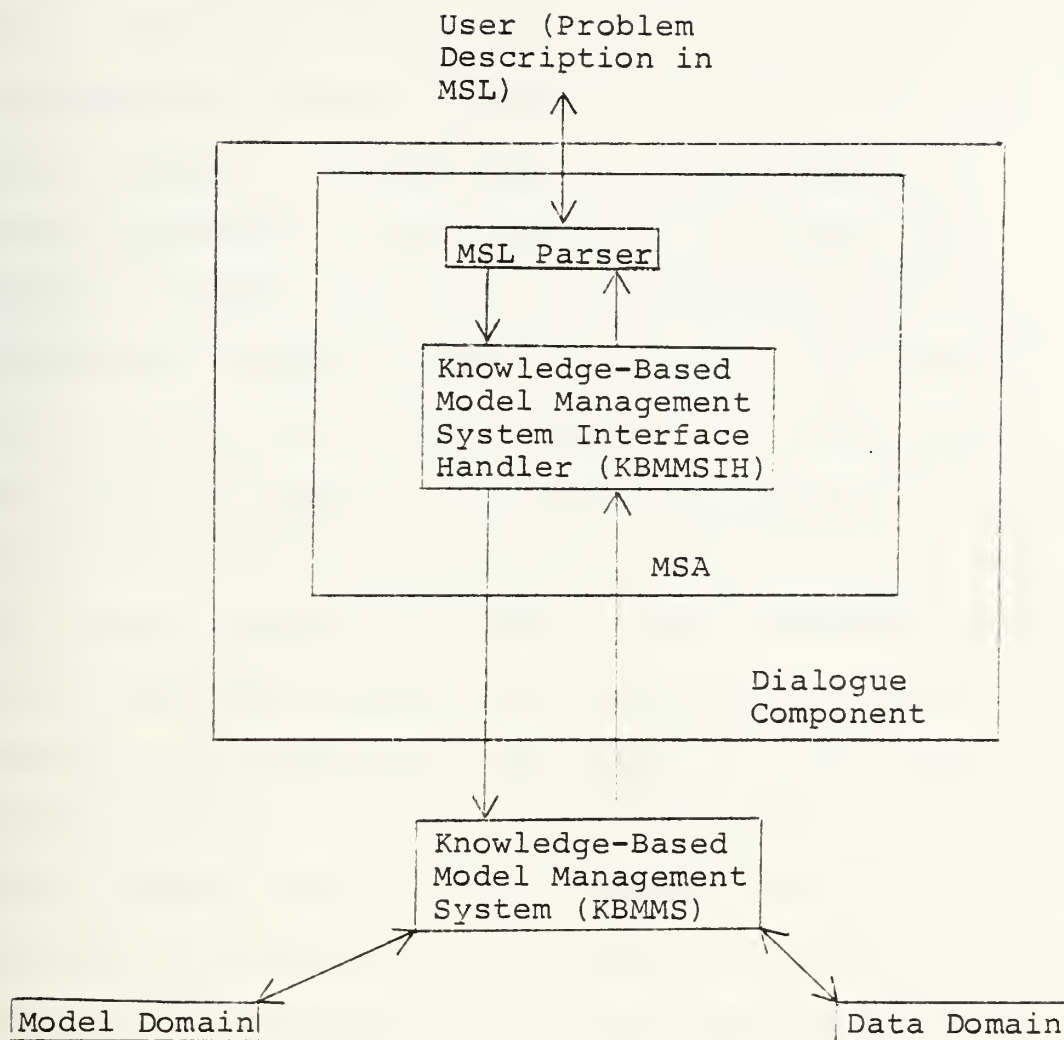 User (Problem
Description in
MSL)
MSL Parser
Knowledge-Based
Model Management
System Interface
Handler (KBMMSIH)
MSA
Dialogue
Component
Knowledge-Based
Model Management
System (KBMMS)
Model Domain
Data Domain